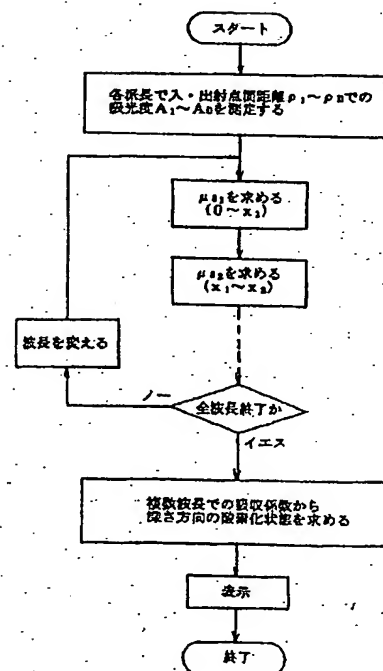 スタート
各派長で入・出射点間距離ρ₁～ρnでの
吸光度A₁～Anを測定する
μa₁を求める
(0～x₁)
μa₂を求める
(x₁～x₂)
波長を変える
ノー
全波長終了か
イエス
複数波長での吸収係数から
深さ方向の酸素化状態を求める
表示
終了